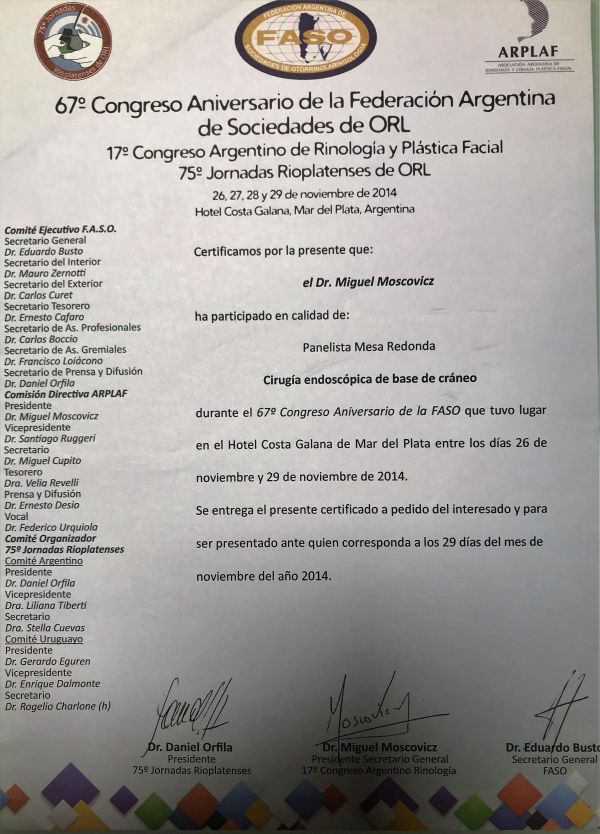 75º Jornadas
Rioplatenses de ORL
FEDERACIÓN ARGENTINA DE
FASO
SOCIEDADES DE OTORRINOLARINGOLOGÍA
ARPLAF
ASOCIACIÓN ARGENTINA DE
RINOLOGÍA Y CIRUGÍA PLÁSTICA FACIAL
67º Congreso Aniversario de la Federación Argentina
de Sociedades de ORL
17º Congreso Argentino de Rinología y Plástica Facial
75º Jornadas Rioplatenses de ORL
26, 27, 28 y 29 de noviembre de 2014
Hotel Costa Galana, Mar del Plata, Argentina
Comité Ejecutivo F.A.S.O.
Secretario General
Dr. Eduardo Busto
Secretario del Interior
Dr. Mauro Zernotti
Secretario del Exterior
Dr. Carlos Curet
Secretario Tesorero
Dr. Ernesto Cafaro
Secretario de As. Profesionales
Dr. Carlos Boccio
Secretario de As. Gremiales
Dr. Francisco Loiácono
Secretario de Prensa y Difusión
Dr. Daniel Orfila
Comisión Directiva ARPLAF
Presidente
Dr. Miguel Moscovicz
Vicepresidente
Dr. Santiago Ruggeri
Secretario
Dr. Miguel Cupito
Tesorero
Dra. Velia Revelli
Prensa y Difusión
Dr. Ernesto Desio
Vocal
Dr. Federico Urquiola
Comité Organizador
75º Jornadas Rioplatenses
Comité Argentino
Presidente
Dr. Daniel Orfila
Vicepresidente
Dra. Liliana Tiberti
Secretario
Dra. Stella Cuevas
Comité Uruguayo
Presidente
Dr. Gerardo Eguren
Vicepresidente
Dr. Enrique Dalmonte
Secretario
Dr. Rogelio Charlone (h)
Certificamos por la presente que:
el Dr. Miguel Moscovicz
ha participado en calidad de:
Panelista Mesa Redonda
Cirugía endoscópica de base de cráneo
durante el 67º Congreso Aniversario de la FASO que tuvo lugar
en el Hotel Costa Galana de Mar del Plata entre los días 26 de
noviembre y 29 de noviembre de 2014.
Se entrega el presente certificado a pedido del interesado y para
ser presentado ante quien corresponda a los 29 días del mes de
noviembre del año 2014.
Moscovicz
Dr. Daniel Orfila
Presidente
75º Jornadas Rioplatenses
Dr. Miguel Moscovicz
Presidente Secretario General
17º Congreso Argentino Rinología
Dr. Eduardo Busto
Secretario General
FASO